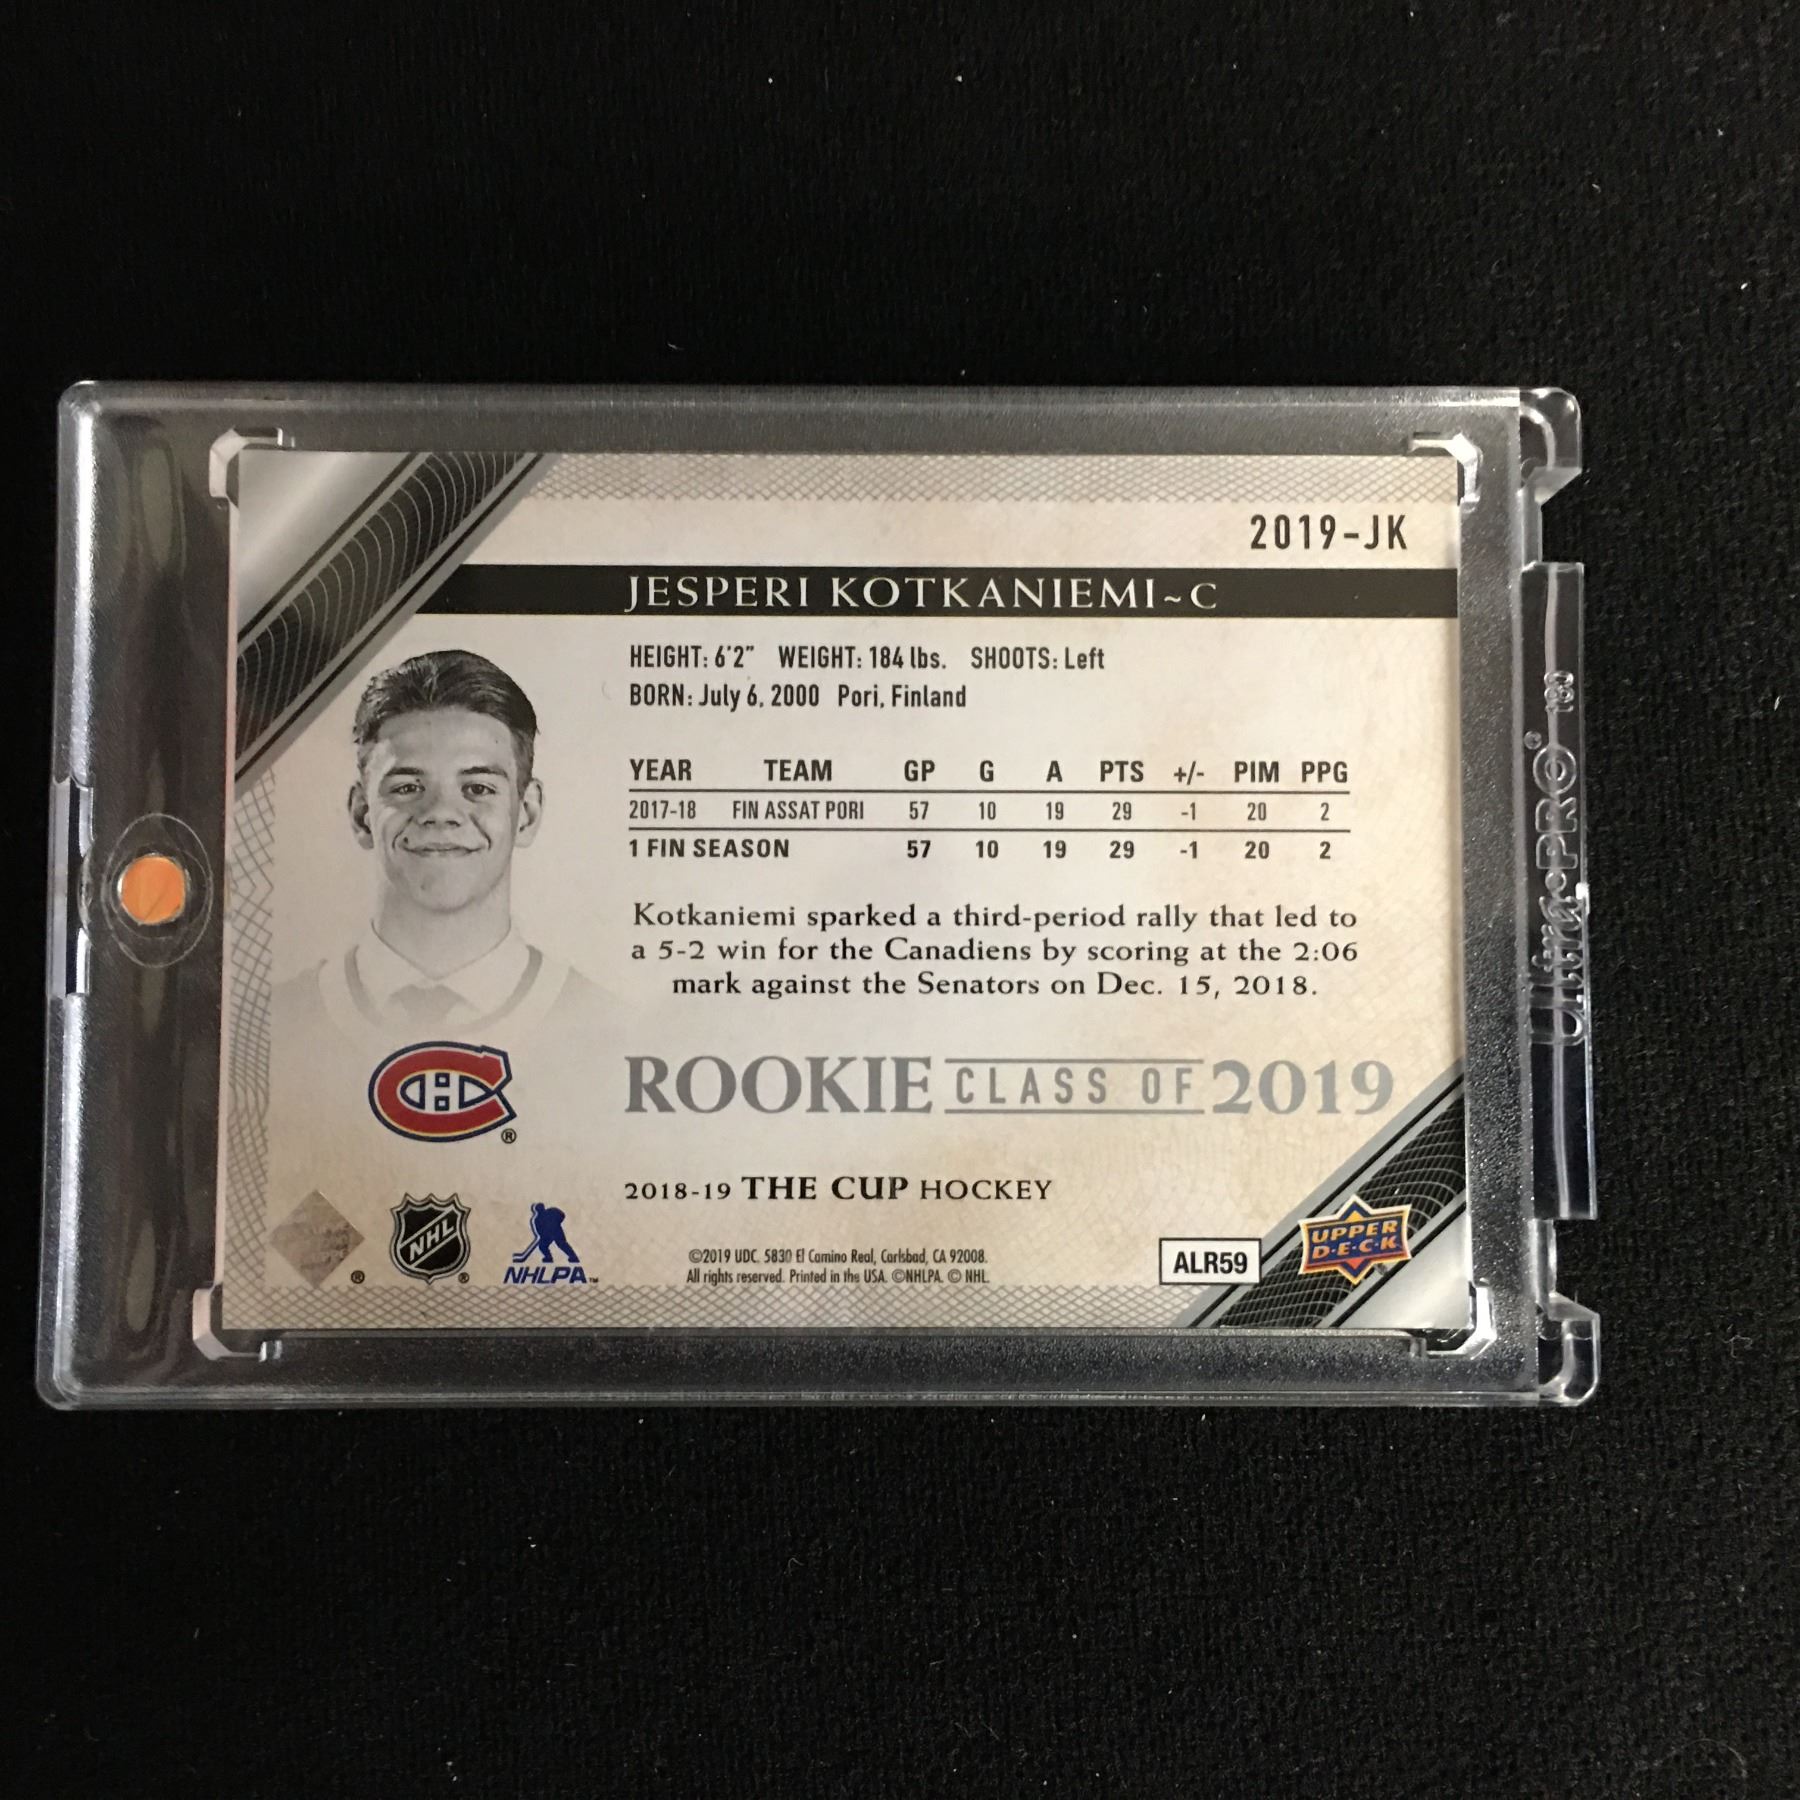 2019-JK
JESPERI KOTKANIEMI~C
HEIGHT: 6'2" WEIGHT: 184 lbs. SHOOTS: Left
BORN: July 6, 2000 Pori, Finland
YEAR TEAM GP G A PTS +/- PIM PPG
2017-18 FIN ASSAT PORI 57 10 19 29 -1 20 2
1 FIN SEASON 57 10 19 29 -1 20 2
Kotkaniemi sparked a third-period rally that led to
a 5-2 win for the Canadiens by scoring at the 2:06
mark against the Senators on Dec. 15, 2018.
ROOKIE CLASS OF 2019
2018-19 THE CUP HOCKEY
©2019 UDC. 5830 El Camino Real, Carlsbad, CA 92008.
All rights reserved. Printed in the USA. ©NHLPA. © NHL.
NHL ®
NHLPA™
®
®
ALR59
UPPER
D·E·C·K
Ultra·PRO®
180